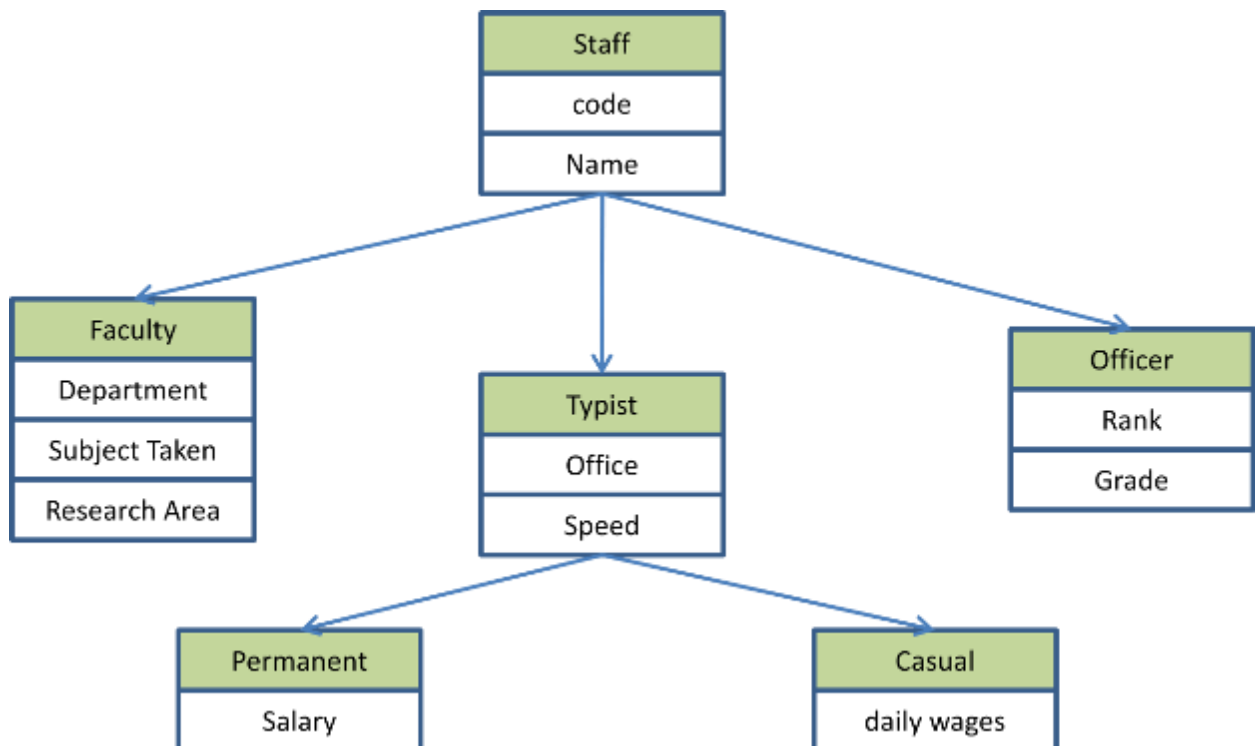 Staff
code
Name
Faculty
Department
Subject Taken
Research Area
Typist
Office
Speed
Officer
Rank
Grade
Permanent
Salary
Casual
daily wages